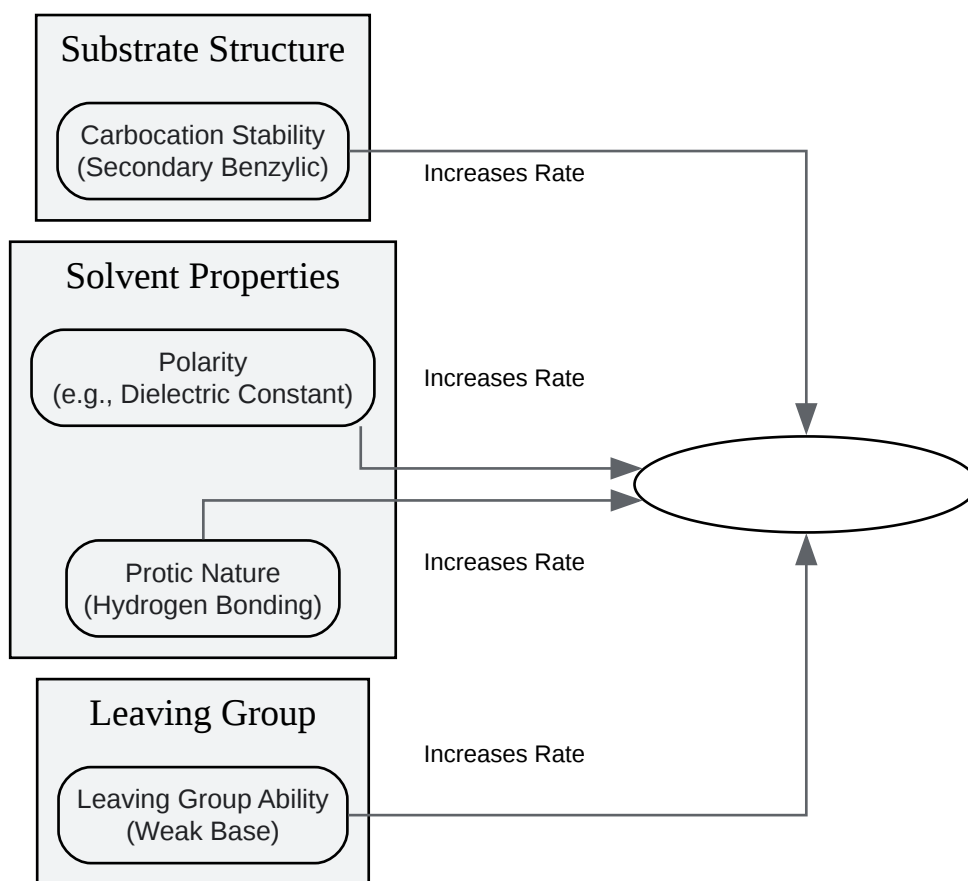 Substrate Structure
Carbocation Stability
(Secondary Benzylic)
Increases Rate
Solvent Properties
Polarity
(e.g., Dielectric Constant)
Increases Rate
Protic Nature
(Hydrogen Bonding)
Increases Rate
Leaving Group
Increases Rate
Leaving Group Ability
(Weak Base)